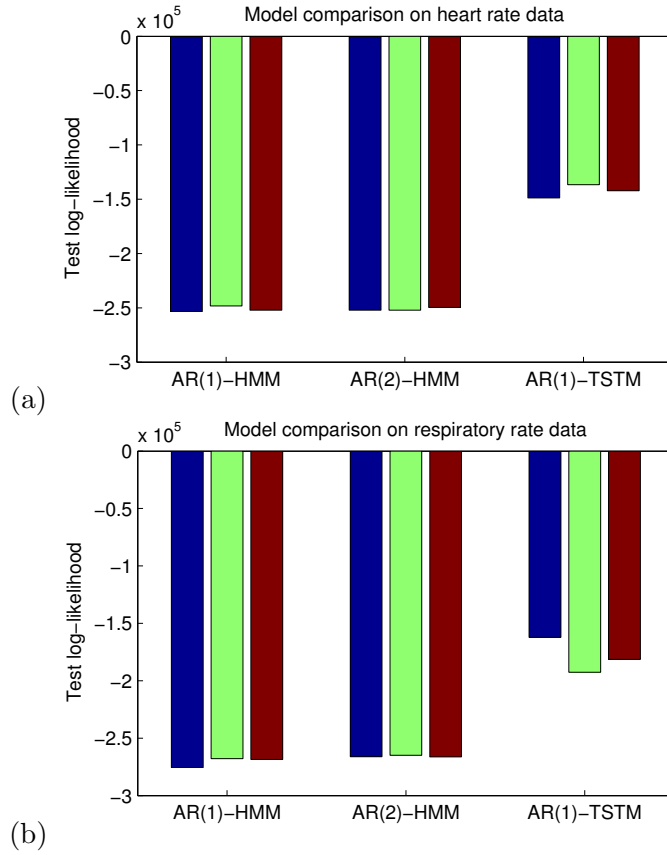 x 10^5
Model comparison on heart rate data
0
−0.5
−1
−1.5
−2
−2.5
−3
Test log−likelihood
AR(1)−HMM
AR(2)−HMM
AR(1)−TSTM
(a)
x 10^5
Model comparison on respiratory rate data
0
−0.5
−1
−1.5
−2
−2.5
−3
Test log−likelihood
AR(1)−HMM
AR(2)−HMM
AR(1)−TSTM
(b)